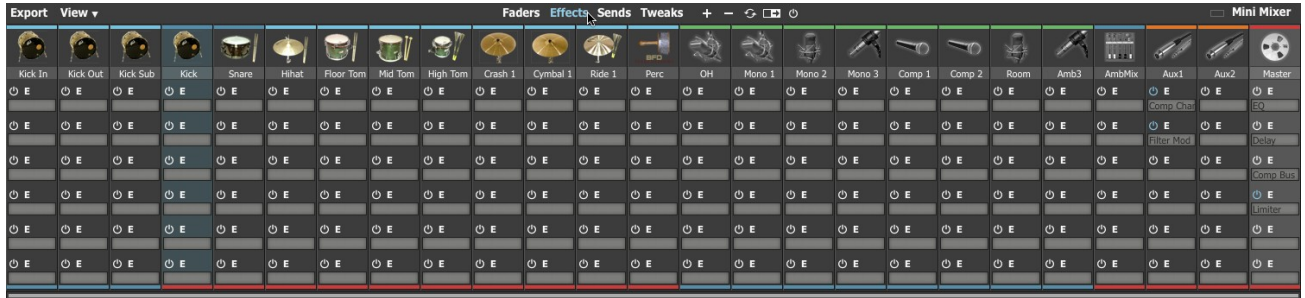 Export View ▾ Faders Effects Sends Tweaks + − Mini Mixer
BFD
Kick In Kick Out Kick Sub Kick Snare Hihat Floor Tom Mid Tom High Tom Crash 1 Cymbal 1 Ride 1 Perc OH Mono 1 Mono 2 Mono 3 Comp 1 Comp 2 Room Amb3 AmbMix Aux1 Aux2 Master
E E E E E E E E E E E E E E E E E E E E E E E E E
Comp Chan EQ
E E E E E E E E E E E E E E E E E E E E E E E E E
Filter Mod Delay
E E E E E E E E E E E E E E E E E E E E E E E E E
Comp Bus
E E E E E E E E E E E E E E E E E E E E E E E E E
Limiter
E E E E E E E E E E E E E E E E E E E E E E E E E
E E E E E E E E E E E E E E E E E E E E E E E E E